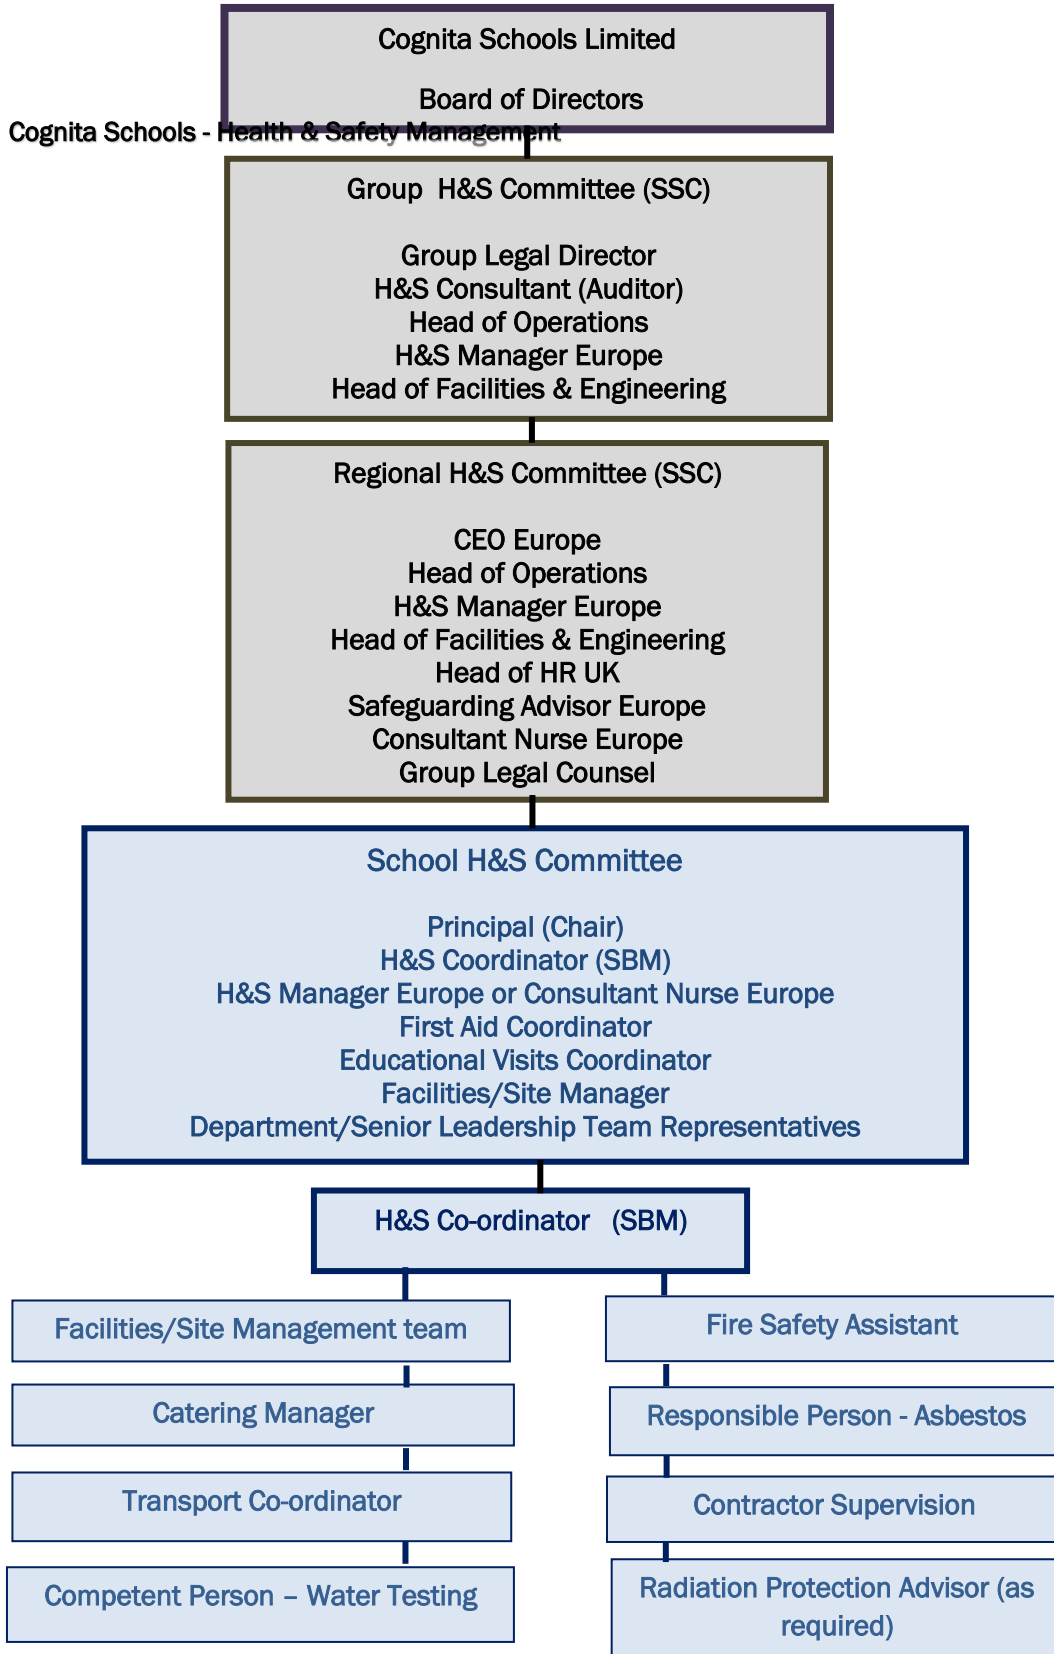 Cognita Schools Limited
Board of Directors
Cognita Schools - Health & Safety Management
Group H&S Committee (SSC)
Group Legal Director
H&S Consultant (Auditor)
Head of Operations
H&S Manager Europe
Head of Facilities & Engineering
Regional H&S Committee (SSC)
CEO Europe
Head of Operations
H&S Manager Europe
Head of Facilities & Engineering
Head of HR UK
Safeguarding Advisor Europe
Consultant Nurse Europe
Group Legal Counsel
School H&S Committee
Principal (Chair)
H&S Coordinator (SBM)
H&S Manager Europe or Consultant Nurse Europe
First Aid Coordinator
Educational Visits Coordinator
Facilities/Site Manager
Department/Senior Leadership Team Representatives
H&S Co-ordinator (SBM)
Facilities/Site Management team
Catering Manager
Transport Co-ordinator
Competent Person – Water Testing
Fire Safety Assistant
Responsible Person - Asbestos
Contractor Supervision
Radiation Protection Advisor (as
required)